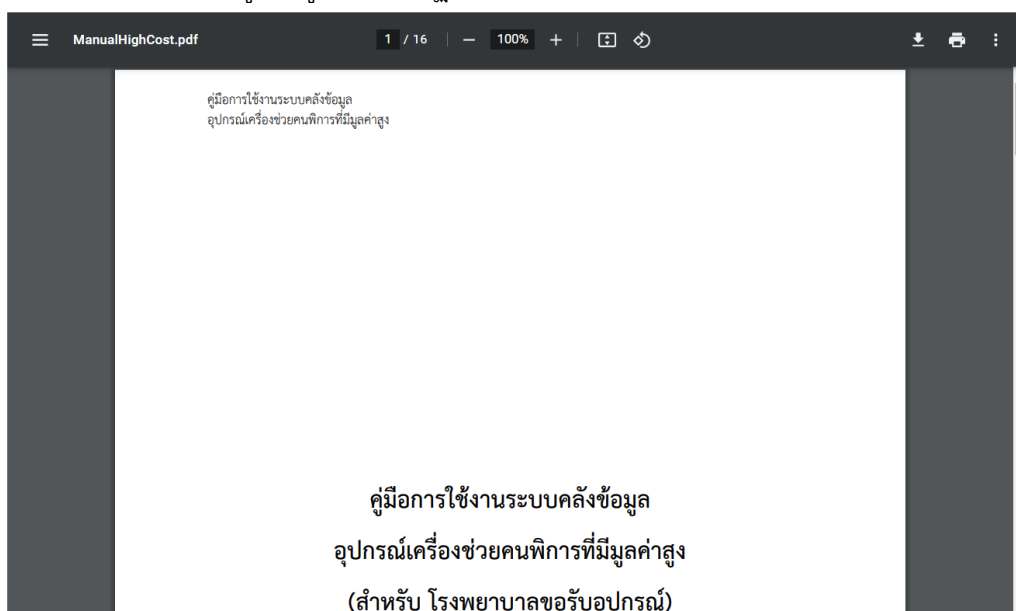 ManualHighCost.pdf
1 / 16
100%
คู่มือการใช้งานระบบคลังข้อมูล
อุปกรณ์เครื่องช่วยคนพิการที่มีมูลค่าสูง
คู่มือการใช้งานระบบคลังข้อมูล
อุปกรณ์เครื่องช่วยคนพิการที่มีมูลค่าสูง
(สำหรับ โรงพยาบาลขอรับอุปกรณ์)